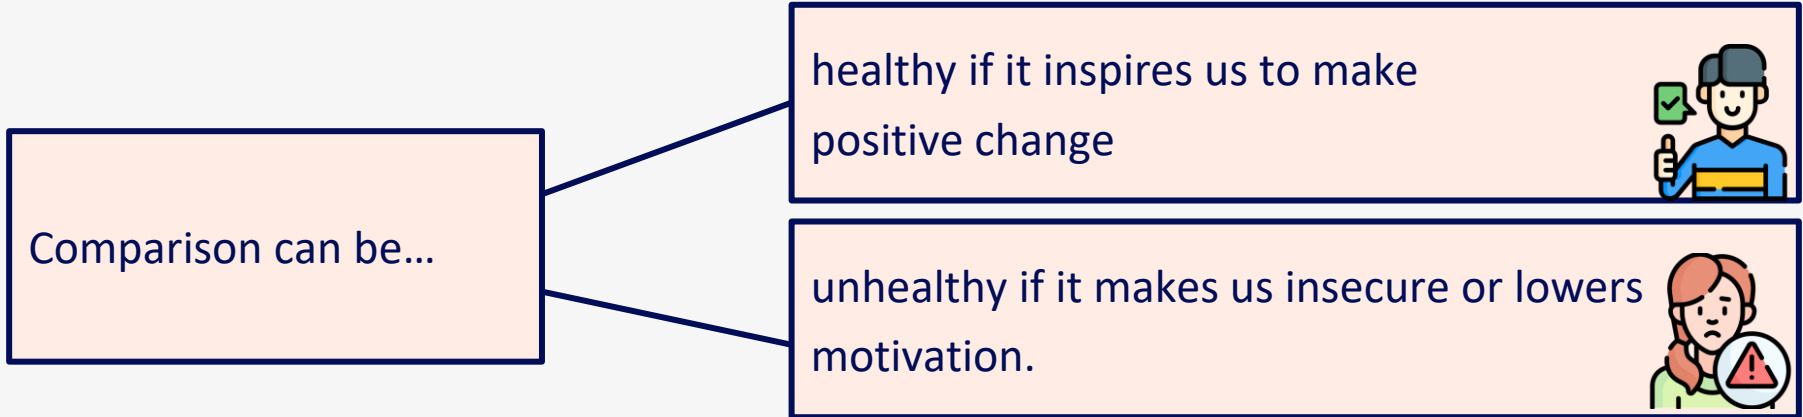 Comparison can be…
healthy if it inspires us to make
positive change
unhealthy if it makes us insecure or lowers
motivation.